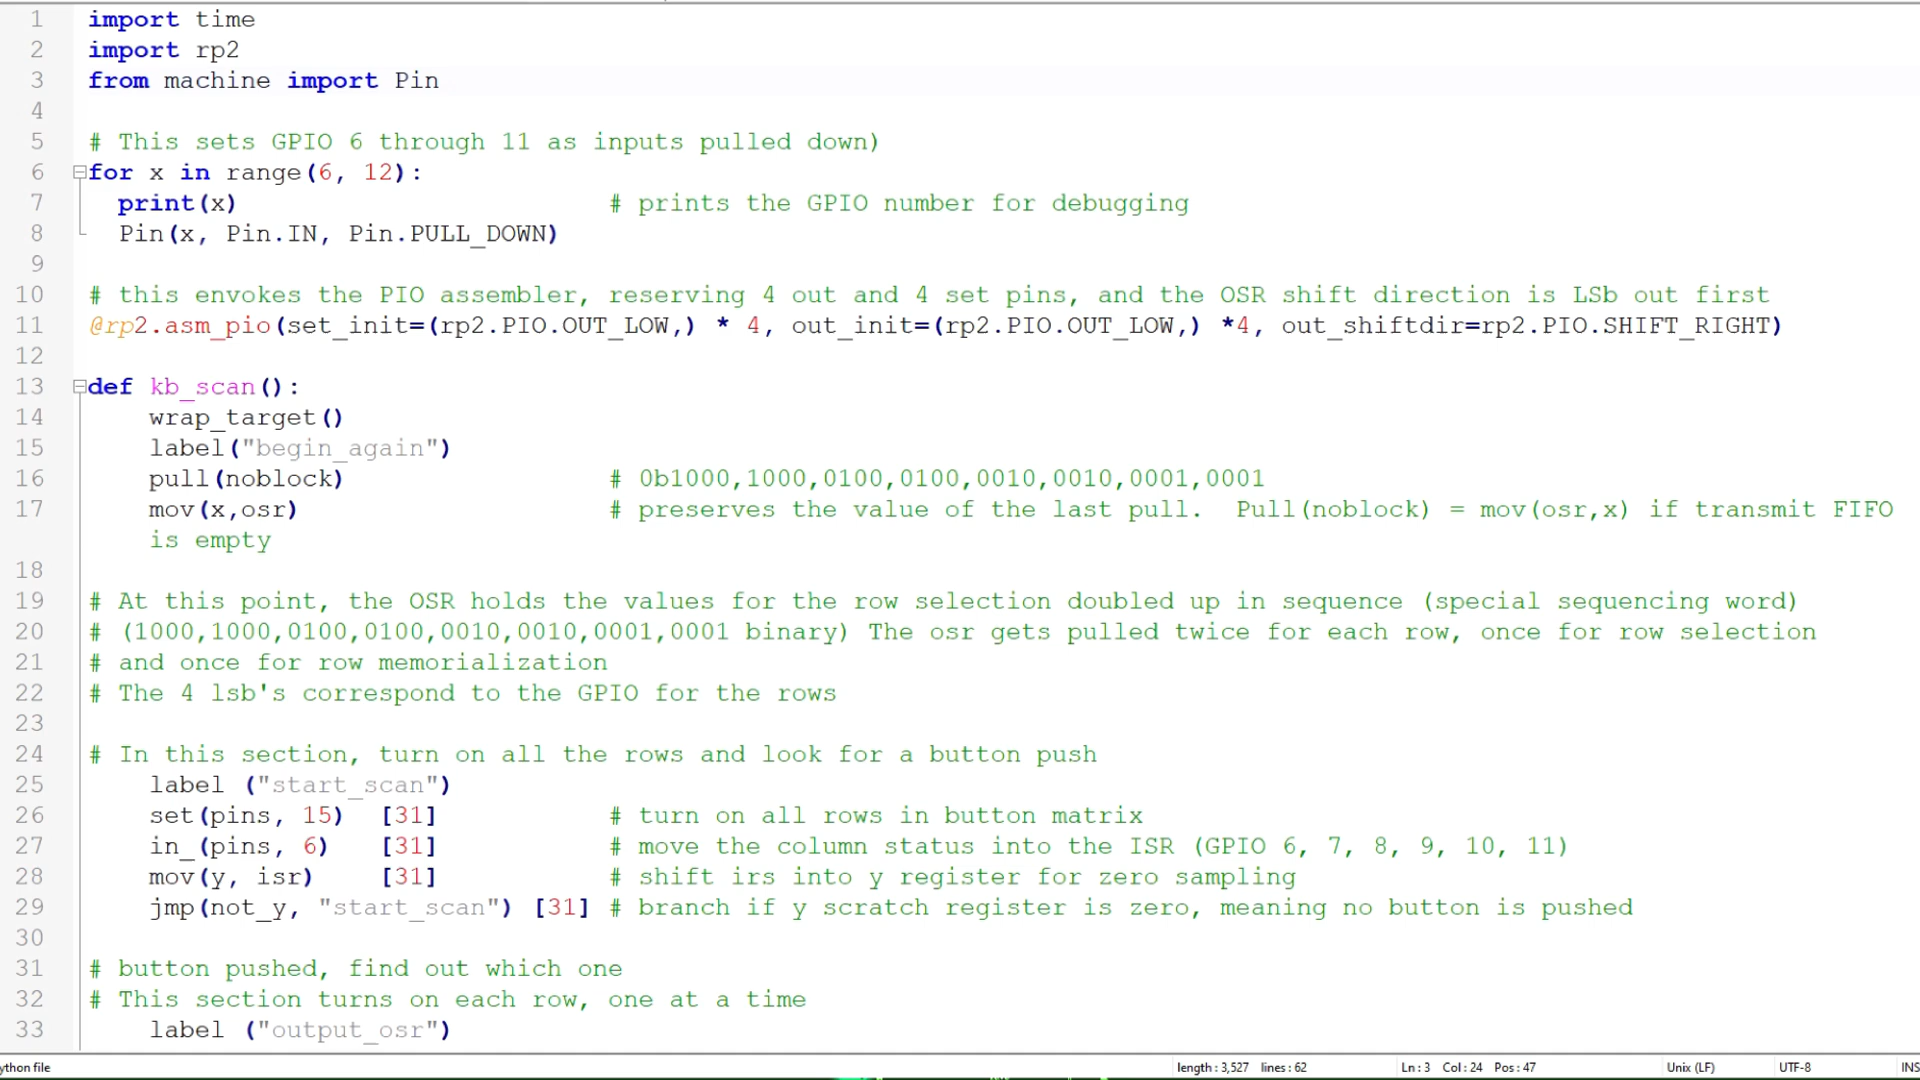 1 import time
2 import rp2
3 from machine import Pin
4
5 # This sets GPIO 6 through 11 as inputs pulled down)
6 for x in range(6, 12):
7 print(x) # prints the GPIO number for debugging
8 Pin(x, Pin.IN, Pin.PULL_DOWN)
9
10 # this envokes the PIO assembler, reserving 4 out and 4 set pins, and the OSR shift direction is LSb out first
11 @rp2.asm_pio(set_init=(rp2.PIO.OUT_LOW,) * 4, out_init=(rp2.PIO.OUT_LOW,) *4, out_shiftdir=rp2.PIO.SHIFT_RIGHT)
12
13 def kb_scan():
14 wrap_target()
15 label("begin_again")
16 pull(noblock) # 0b1000,1000,0100,0100,0010,0010,0001,0001
17 mov(x,osr) # preserves the value of the last pull. Pull(noblock) = mov(osr,x) if transmit FIFO
is empty
18
19 # At this point, the OSR holds the values for the row selection doubled up in sequence (special sequencing word)
20 # (1000,1000,0100,0100,0010,0010,0001,0001 binary) The osr gets pulled twice for each row, once for row selection
21 # and once for row memorialization
22 # The 4 lsb's correspond to the GPIO for the rows
23
24 # In this section, turn on all the rows and look for a button push
25 label ("start_scan")
26 set(pins, 15) [31] # turn on all rows in button matrix
27 in_(pins, 6) [31] # move the column status into the ISR (GPIO 6, 7, 8, 9, 10, 11)
28 mov(y, isr) [31] # shift irs into y register for zero sampling
29 jmp(not_y, "start_scan") [31] # branch if y scratch register is zero, meaning no button is pushed
30
31 # button pushed, find out which one
32 # This section turns on each row, one at a time
33 label ("output_osr")
ython file length : 3,527 lines : 62 Ln : 3 Col : 24 Pos : 47 Unix (LF) UTF-8 INS